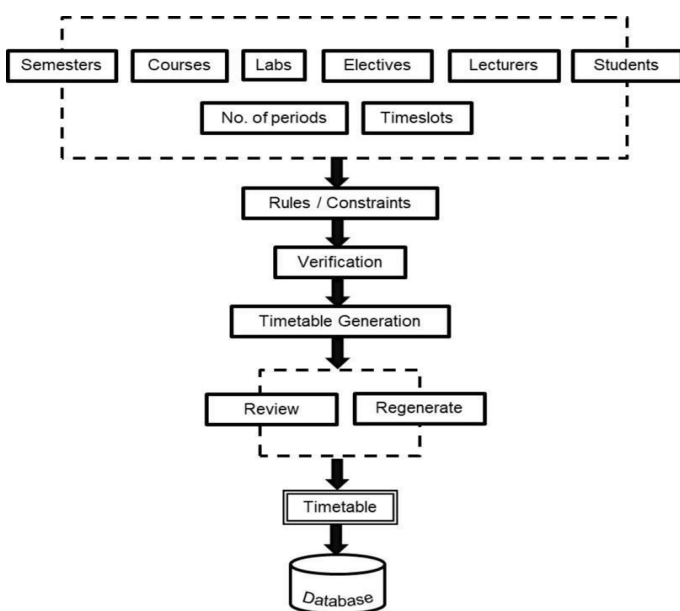 Semesters Courses Labs Electives Lecturers Students
No. of periods Timeslots
Rules / Constraints
Verification
Timetable Generation
Review Regenerate
Timetable
Database